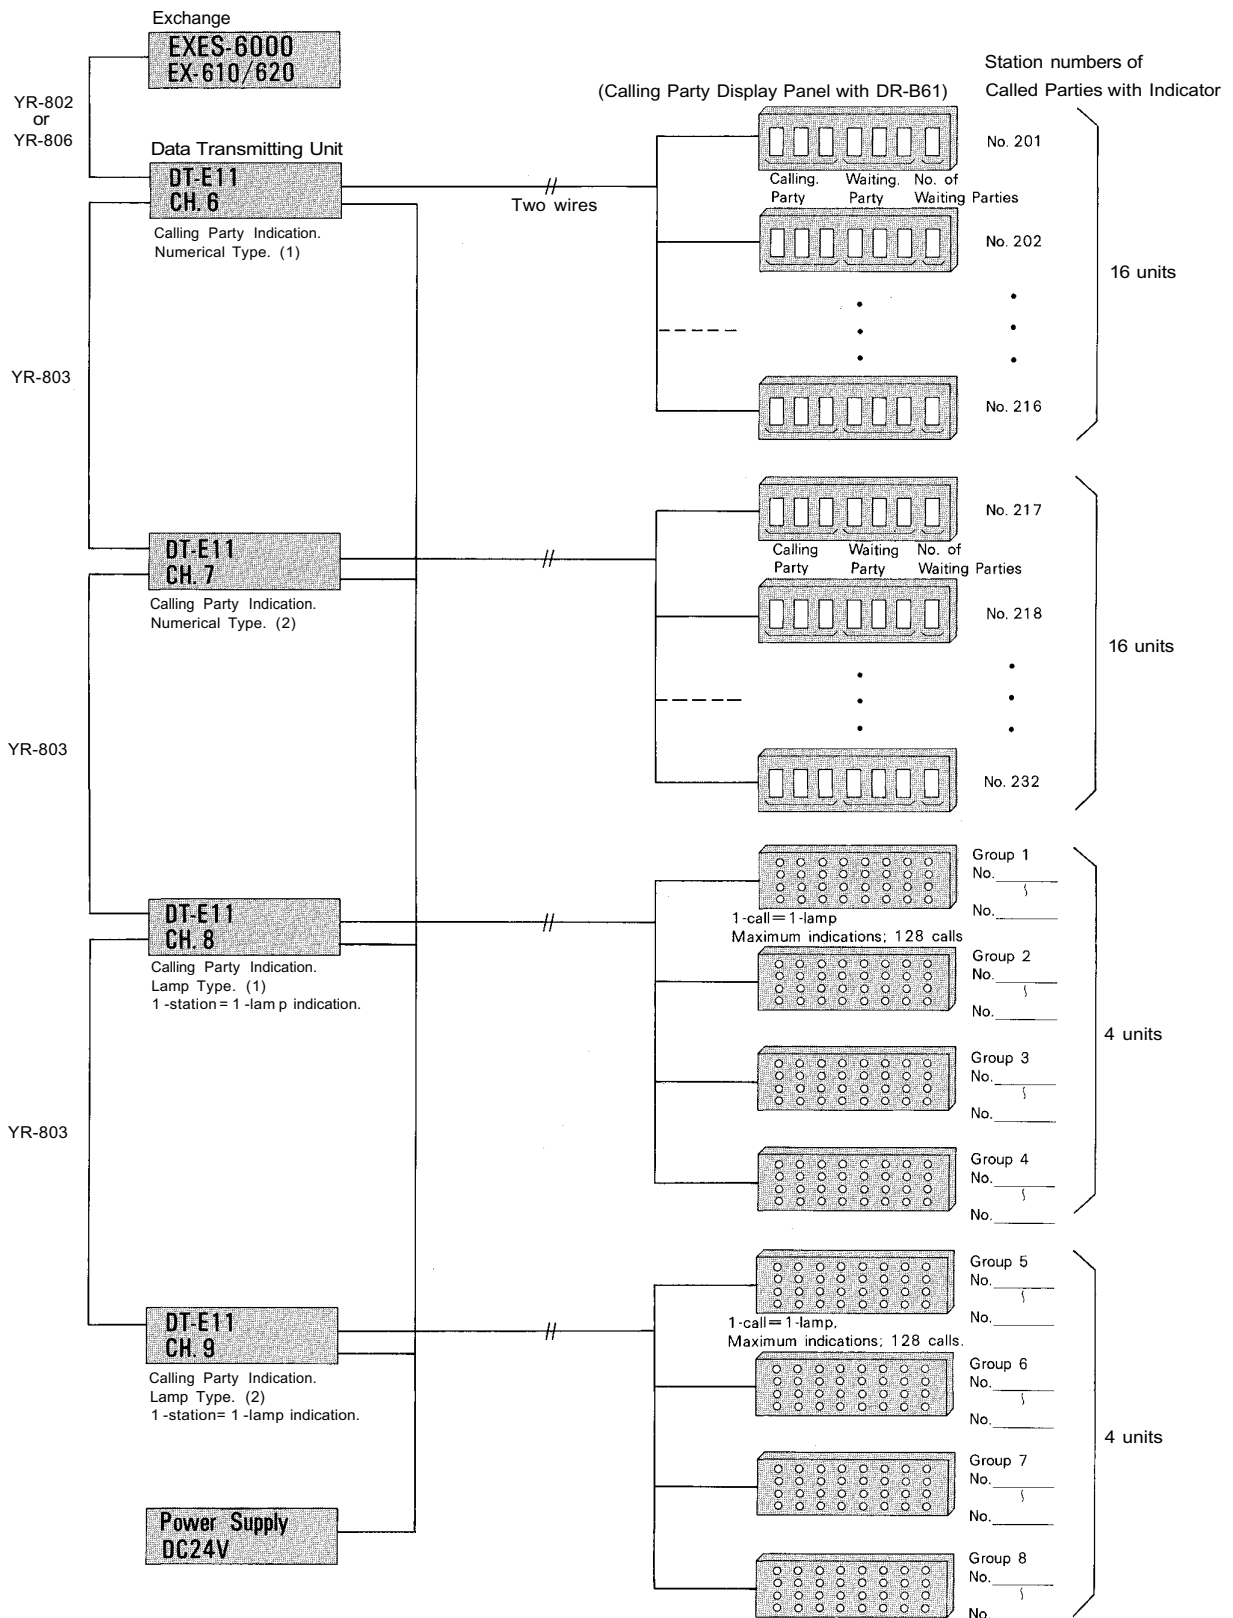 Exchange
EXES-6000
EX-610/620
YR-802
or
YR-806
Data Transmitting Unit
DT-E11
CH. 6
Calling Party Indication.
Numerical Type. (1)
Two wires
(Calling Party Display Panel with DR-B61)
Station numbers of
Called Parties with Indicator
No. 201
Calling. Waiting. No. of
Party Party Waiting Parties
No. 202
16 units
No. 216
YR-803
DT-E11
CH. 7
Calling Party Indication.
Numerical Type. (2)
No. 217
Calling Waiting No. of
Party Party Waiting Parties
No. 218
16 units
No. 232
YR-803
DT-E11
CH. 8
Calling Party Indication.
Lamp Type. (1)
1 -station = 1 -lam p indication.
Group 1
No.
No.
1-call=1-lamp
Maximum indications; 128 calls
Group 2
No.
No.
4 units
Group 3
No.
No.
Group 4
No.
No.
YR-803
DT-E11
CH. 9
Calling Party Indication.
Lamp Type. (2)
1 -station= 1 -lamp indication.
Group 5
No.
No.
1-call=1-lamp,
Maximum indications; 128 calls.
Group 6
No.
No.
4 units
Group 7
No.
No.
Group 8
No.
No.
Power Supply
DC24V